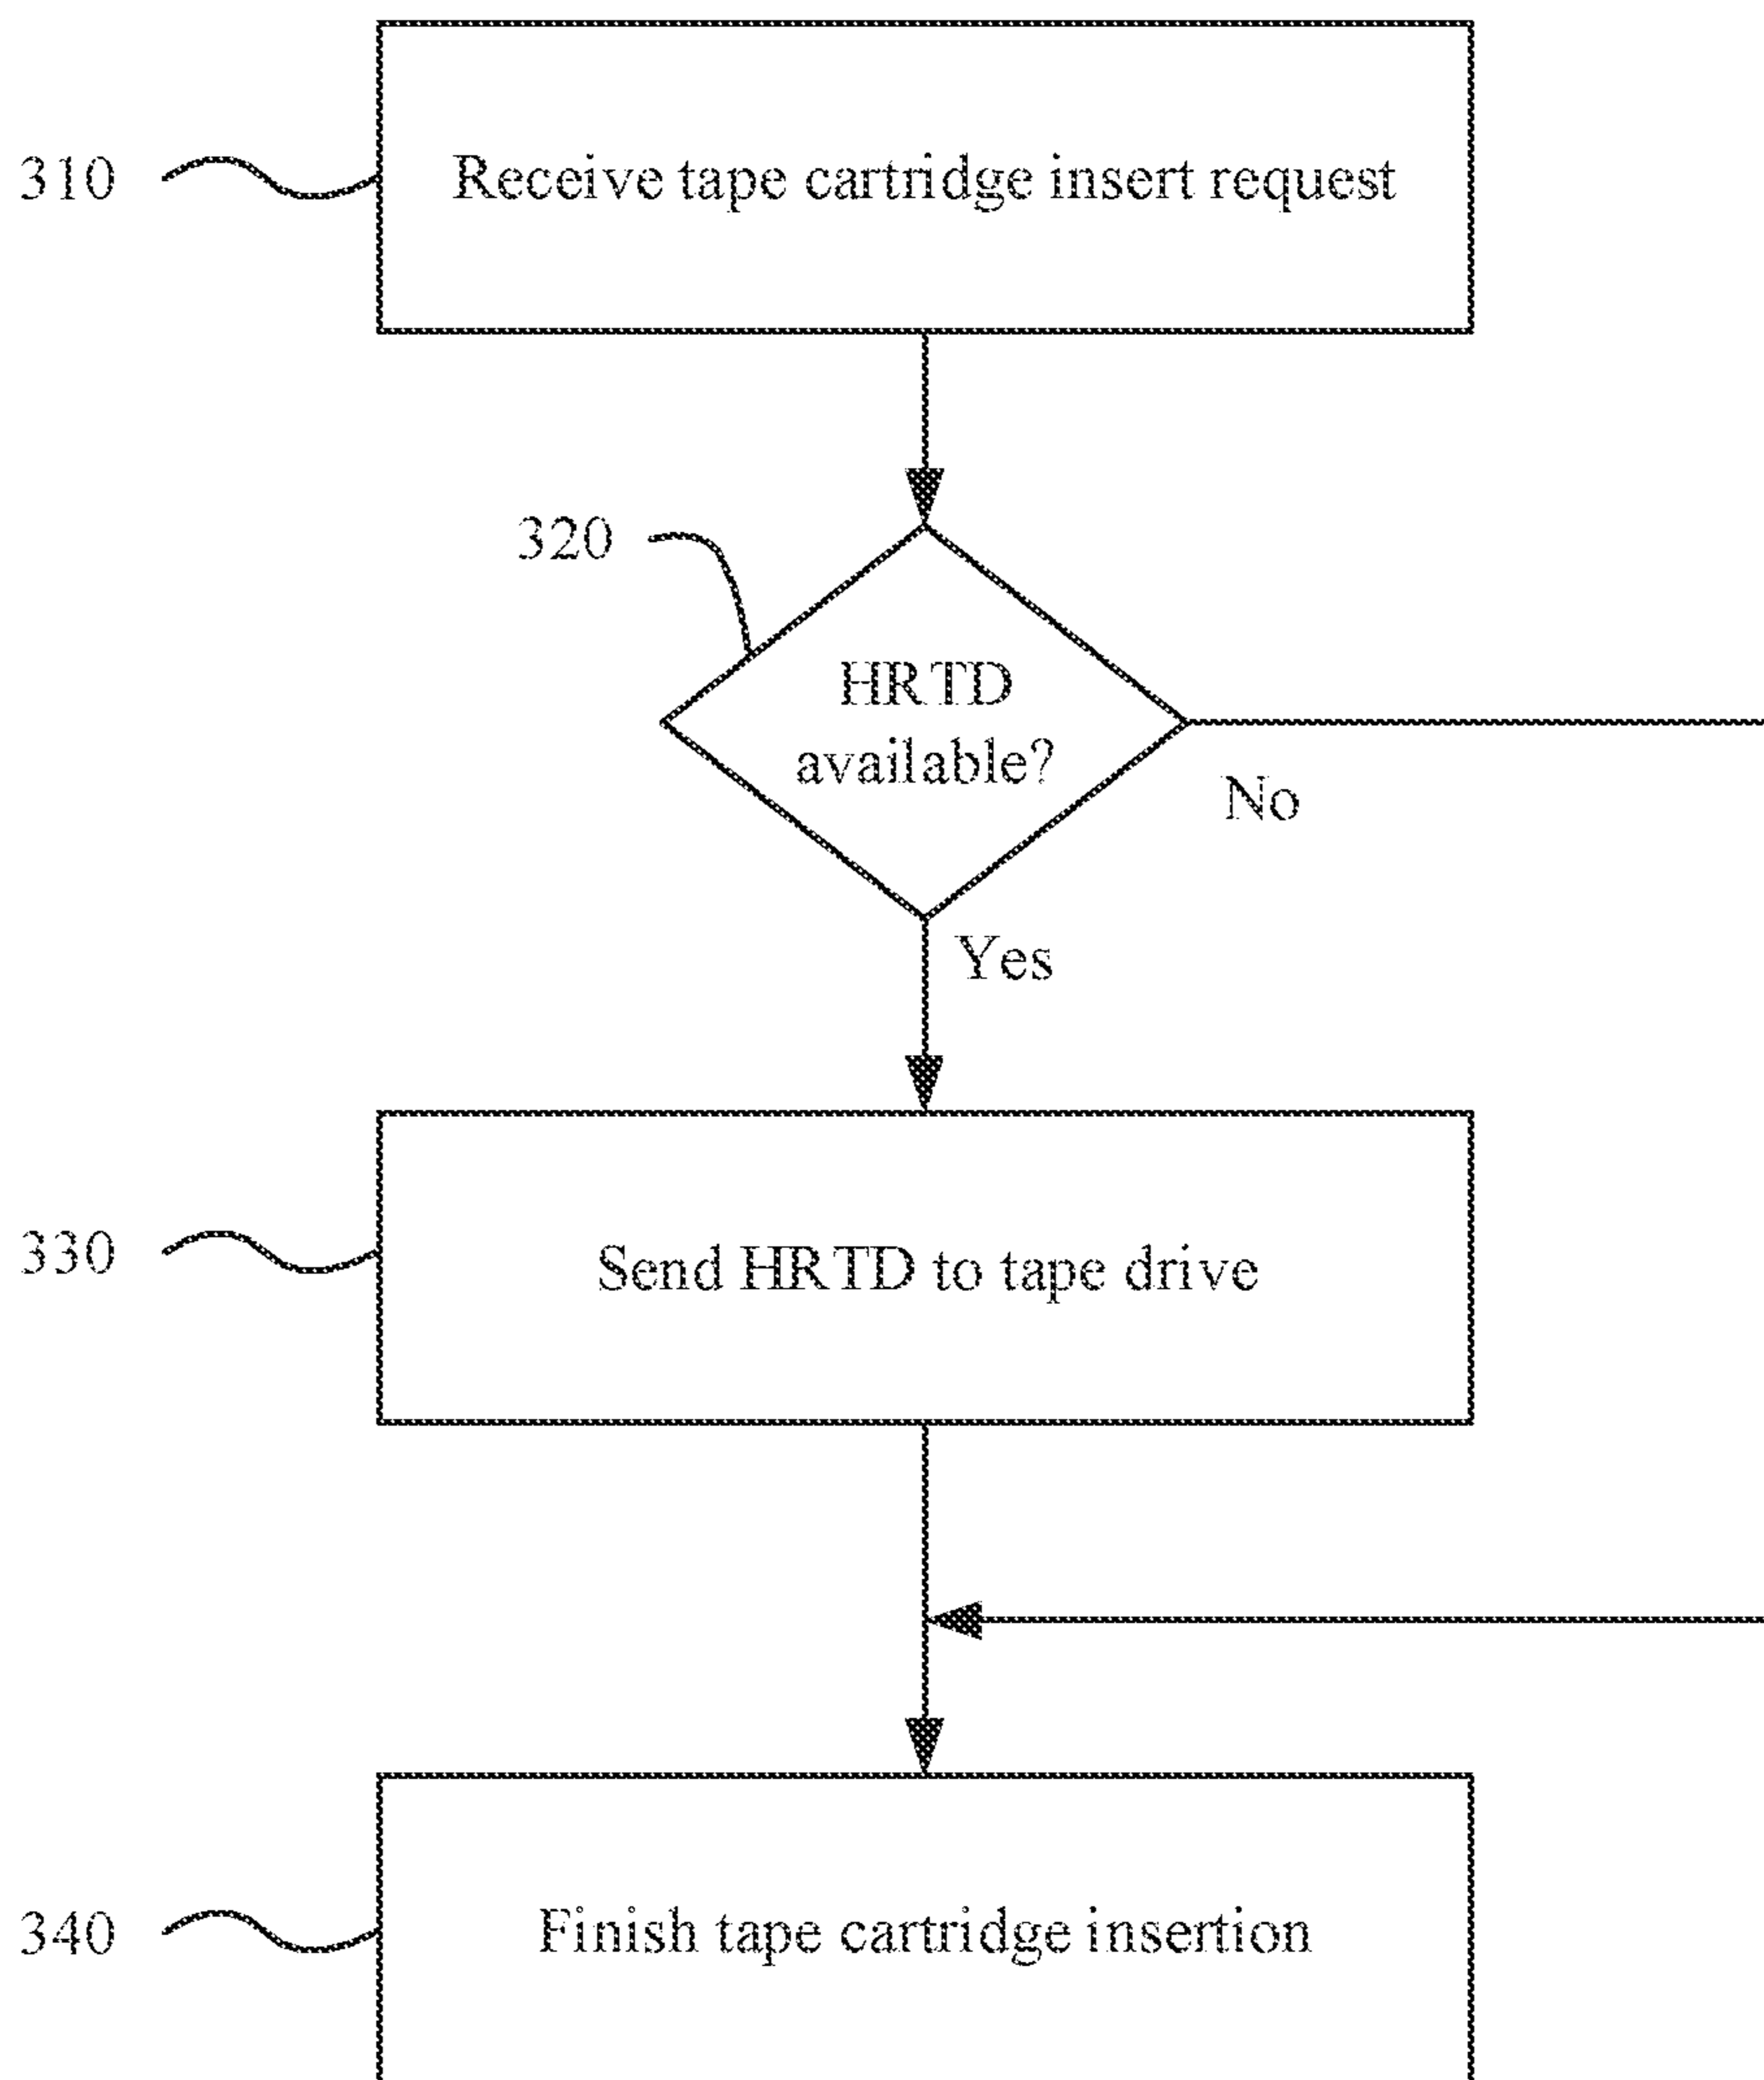 310
Receive tape cartridge insert request
320
HRTD
available?
No
Yes
330
Send HRTD to tape drive
340
Finish tape cartridge insertion